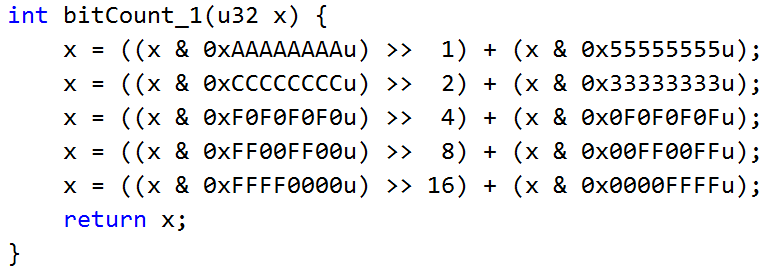 int bitCount_1(u32 x) {
    x = ((x & 0xAAAAAAAAu) >>  1) + (x & 0x55555555u);
    x = ((x & 0xCCCCCCCCu) >>  2) + (x & 0x33333333u);
    x = ((x & 0xF0F0F0F0u) >>  4) + (x & 0x0F0F0F0Fu);
    x = ((x & 0xFF00FF00u) >>  8) + (x & 0x00FF00FFu);
    x = ((x & 0xFFFF0000u) >> 16) + (x & 0x0000FFFFu);
    return x;
}